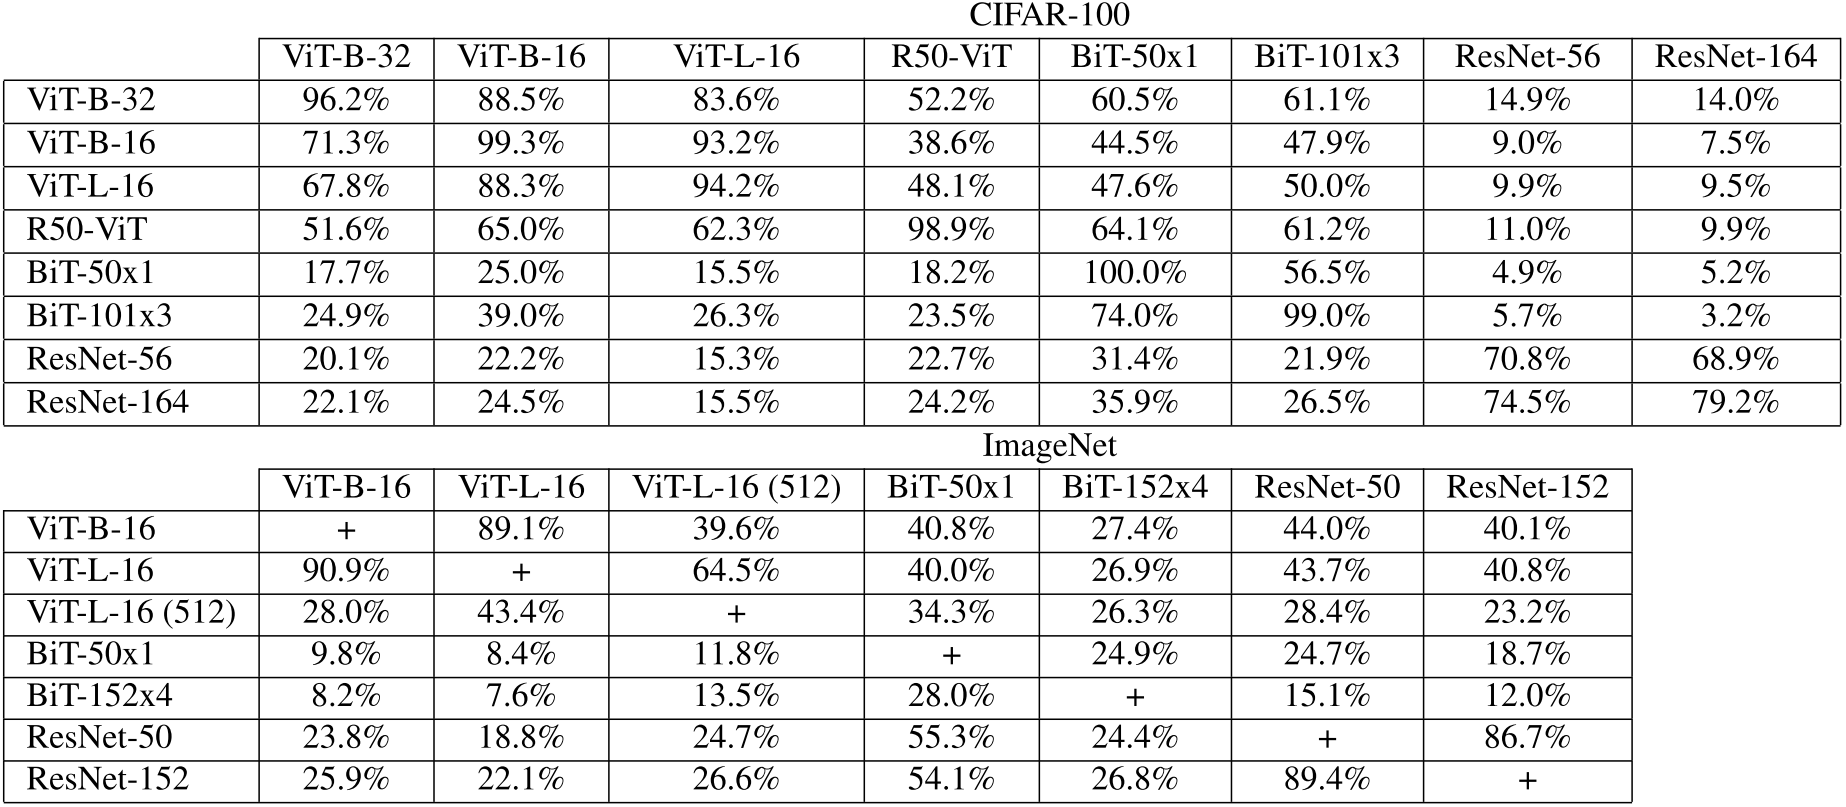 CIFAR-100
ViT-B-32 ViT-B-16 ViT-L-16 R50-ViT BiT-50x1 BiT-101x3 ResNet-56 ResNet-164
ViT-B-32 96.2% 88.5% 83.6% 52.2% 60.5% 61.1% 14.9% 14.0%
ViT-B-16 71.3% 99.3% 93.2% 38.6% 44.5% 47.9% 9.0% 7.5%
ViT-L-16 67.8% 88.3% 94.2% 48.1% 47.6% 50.0% 9.9% 9.5%
R50-ViT 51.6% 65.0% 62.3% 98.9% 64.1% 61.2% 11.0% 9.9%
BiT-50x1 17.7% 25.0% 15.5% 18.2% 100.0% 56.5% 4.9% 5.2%
BiT-101x3 24.9% 39.0% 26.3% 23.5% 74.0% 99.0% 5.7% 3.2%
ResNet-56 20.1% 22.2% 15.3% 22.7% 31.4% 21.9% 70.8% 68.9%
ResNet-164 22.1% 24.5% 15.5% 24.2% 35.9% 26.5% 74.5% 79.2%
ImageNet
ViT-B-16 ViT-L-16 ViT-L-16 (512) BiT-50x1 BiT-152x4 ResNet-50 ResNet-152
ViT-B-16 + 89.1% 39.6% 40.8% 27.4% 44.0% 40.1%
ViT-L-16 90.9% + 64.5% 40.0% 26.9% 43.7% 40.8%
ViT-L-16 (512) 28.0% 43.4% + 34.3% 26.3% 28.4% 23.2%
BiT-50x1 9.8% 8.4% 11.8% + 24.9% 24.7% 18.7%
BiT-152x4 8.2% 7.6% 13.5% 28.0% + 15.1% 12.0%
ResNet-50 23.8% 18.8% 24.7% 55.3% 24.4% + 86.7%
ResNet-152 25.9% 22.1% 26.6% 54.1% 26.8% 89.4% +